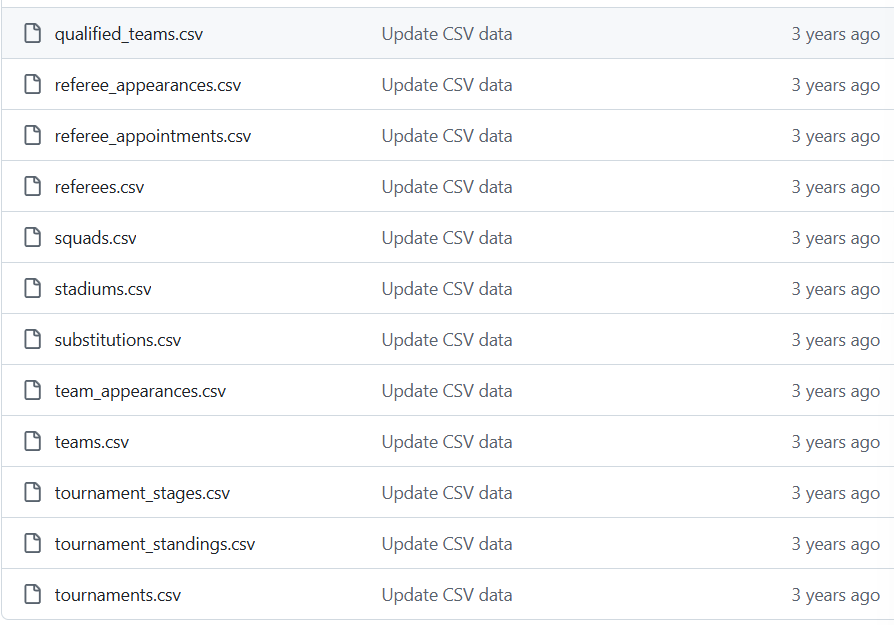 qualified_teams.csv Update CSV data 3 years ago
referee_appearances.csv Update CSV data 3 years ago
referee_appointments.csv Update CSV data 3 years ago
referees.csv Update CSV data 3 years ago
squads.csv Update CSV data 3 years ago
stadiums.csv Update CSV data 3 years ago
substitutions.csv Update CSV data 3 years ago
team_appearances.csv Update CSV data 3 years ago
teams.csv Update CSV data 3 years ago
tournament_stages.csv Update CSV data 3 years ago
tournament_standings.csv Update CSV data 3 years ago
tournaments.csv Update CSV data 3 years ago